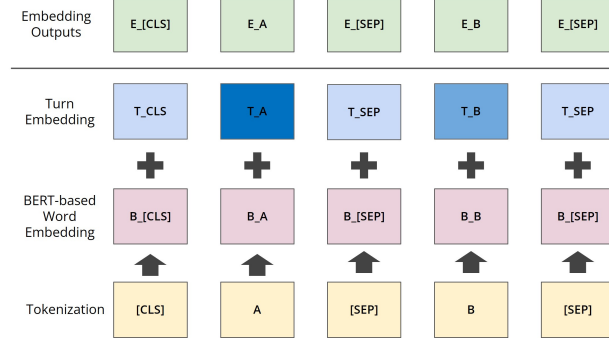 Embedding
Outputs
E_[CLS] E_A E_[SEP] E_B E_[SEP]
Turn
Embedding
T_CLS T_A T_SEP T_B T_SEP
BERT-based
Word
Embedding
B_[CLS] B_A B_[SEP] B_B B_[SEP]
Tokenization
[CLS] A [SEP] B [SEP]